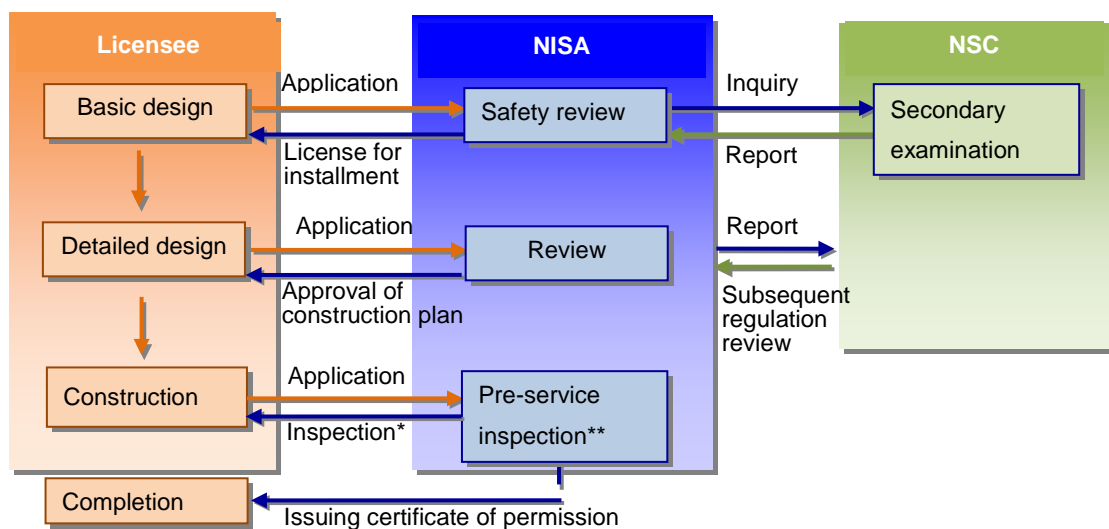 Licensee
NISA
NSC
Basic design
Application
Safety review
Inquiry
Secondary
examination
License for
installment
Report
Detailed design
Application
Review
Report
Approval of
construction plan
Subsequent
regulation
review
Construction
Application
Pre-service
inspection**
Inspection*
Completion
Issuing certificate of permission